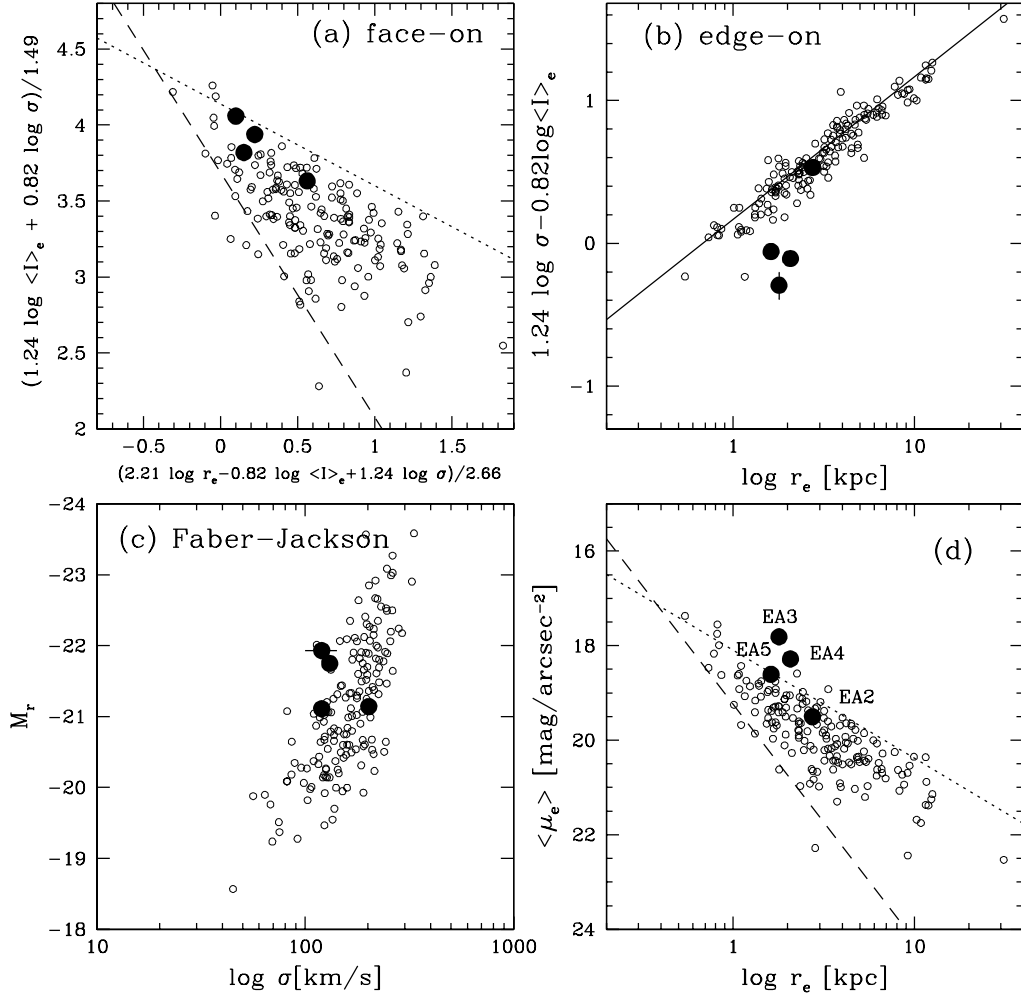 (a) face-on
(1.24 log <I>e + 0.82 log σ)/1.49
4.5
4
3.5
3
2.5
2
-0.5 0 0.5 1 1.5
(2.21 log re-0.82 log <I>e+1.24 log σ)/2.66
(b) edge-on
1.24 log σ-0.82log<I>e
1
0
-1
1 10
log re [kpc]
(c) Faber-Jackson
Mr
-24
-23
-22
-21
-20
-19
-18
10 100 1000
log σ[km/s]
(d)
<μe> [mag/arcsec-2]
16
18
20
22
24
EA3
EA5 EA4
EA2
1 10
log re [kpc]